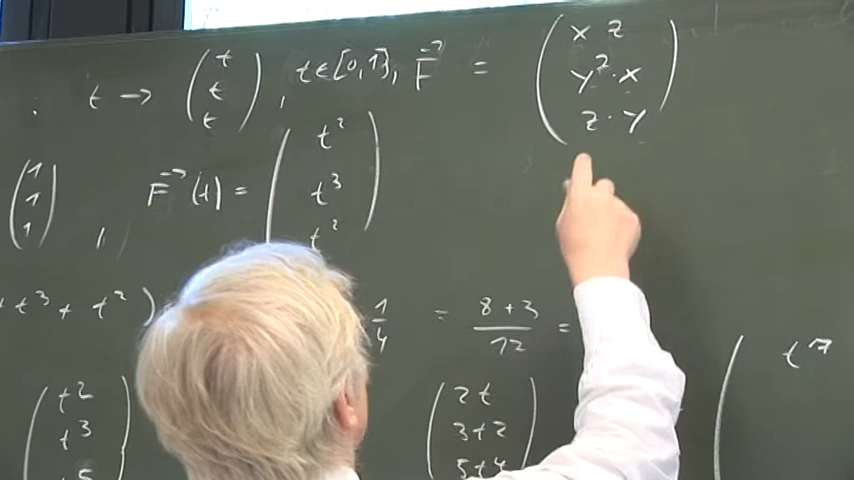 t → (t t t), t ∈ [0,1], F⃗ = (xz y²·x z·y)
(1 1 1), F⃗(t) = (t² t³ t²)
+ t³ + t²) 1/4 = 8+3/12 =
(t² t³ t⁵) (2t 3t² 5t⁴) (t⁷